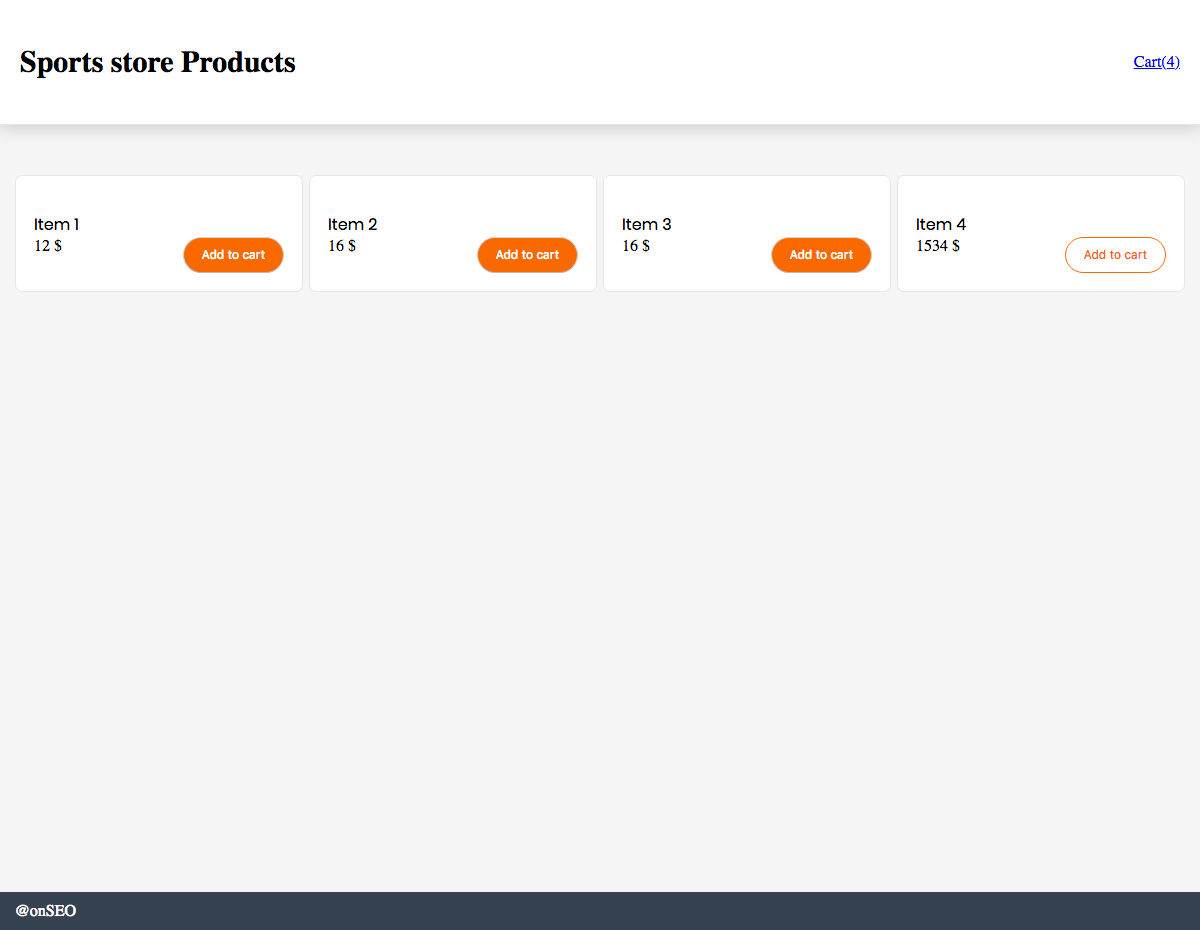 Sports store Products
Cart(4)
Item 1
12 $
Add to cart
Item 2
16 $
Add to cart
Item 3
16 $
Add to cart
Item 4
1534 $
Add to cart
@onSEO